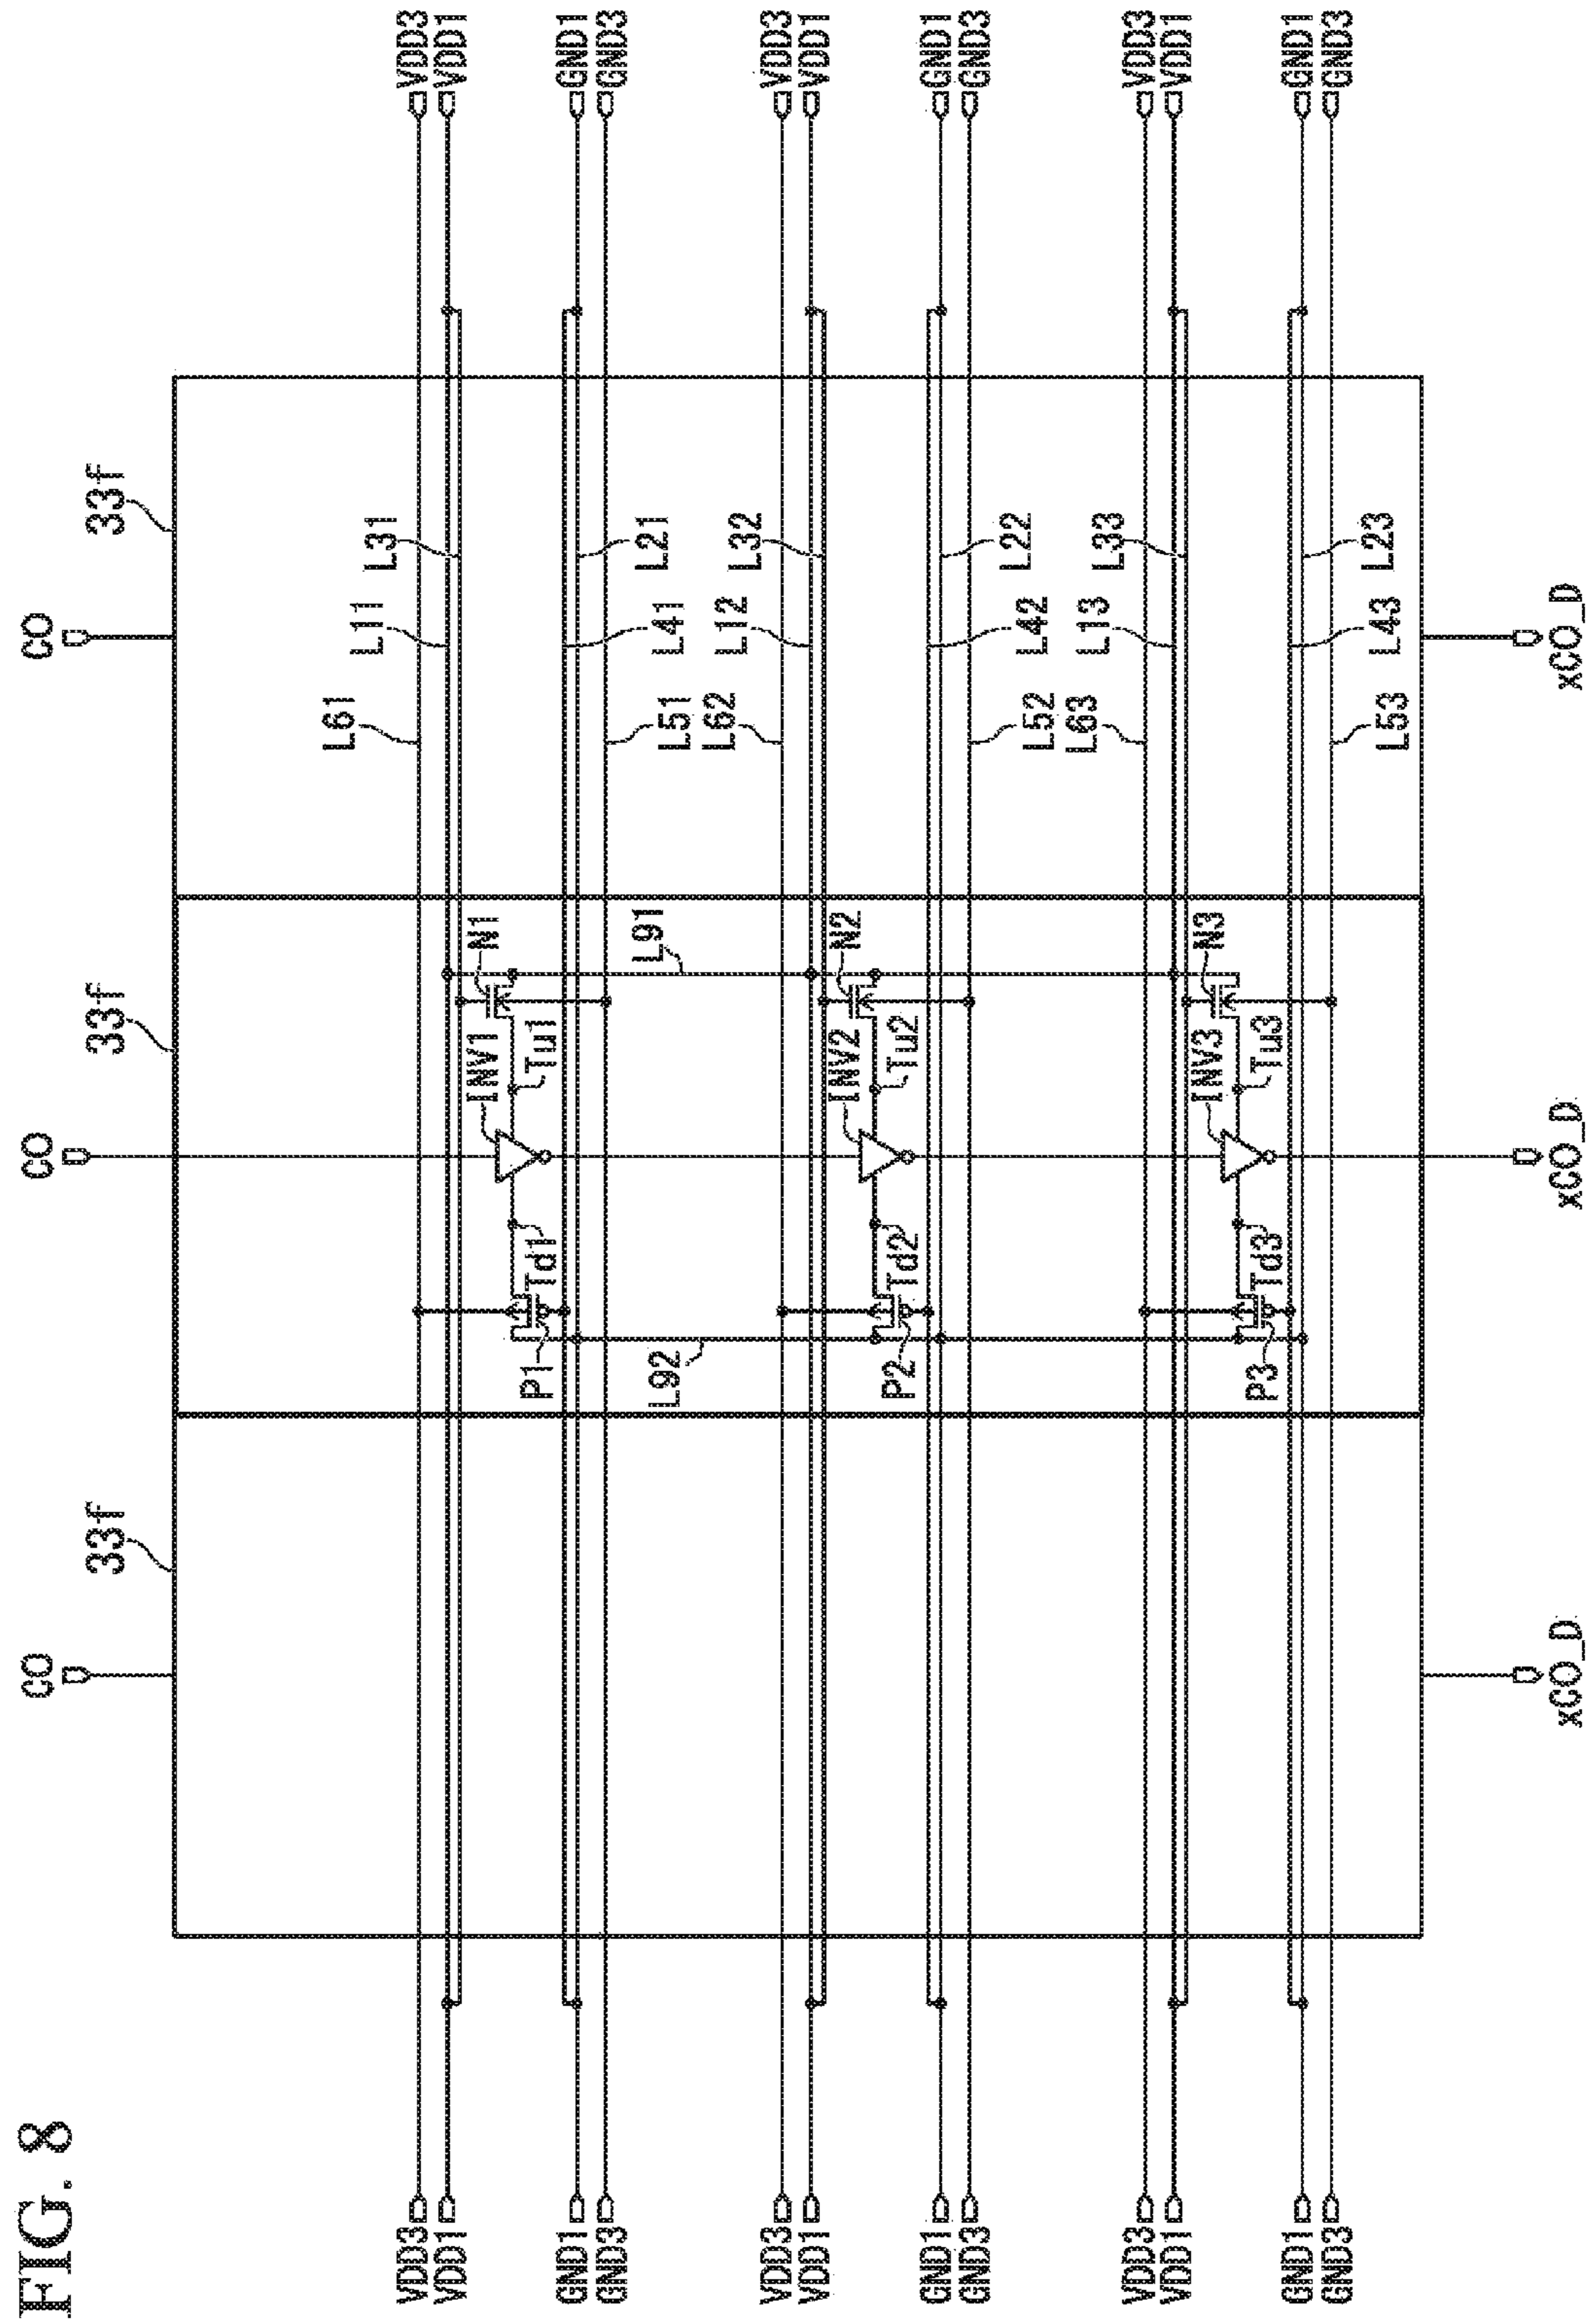 FIG. 8
CO
CO
CO
33f
33f
33f
VDD3
VDD1
GND1
GND3
VDD3
VDD1
GND1
GND3
VDD3
VDD1
GND1
GND3
VDD3
VDD1
GND1
GND3
VDD3
VDD1
GND1
GND3
VDD3
VDD1
GND1
GND3
L61
L11
L31
L51
L41
L21
L62
L12
L32
L52
L42
L22
L63
L13
L33
L53
L43
L23
P1
Td1
INV1
Tu1
N1
L92
L91
P2
Td2
INV2
Tu2
N2
P3
Td3
INV3
Tu3
N3
xCO_D
xCO_D
xCO_D